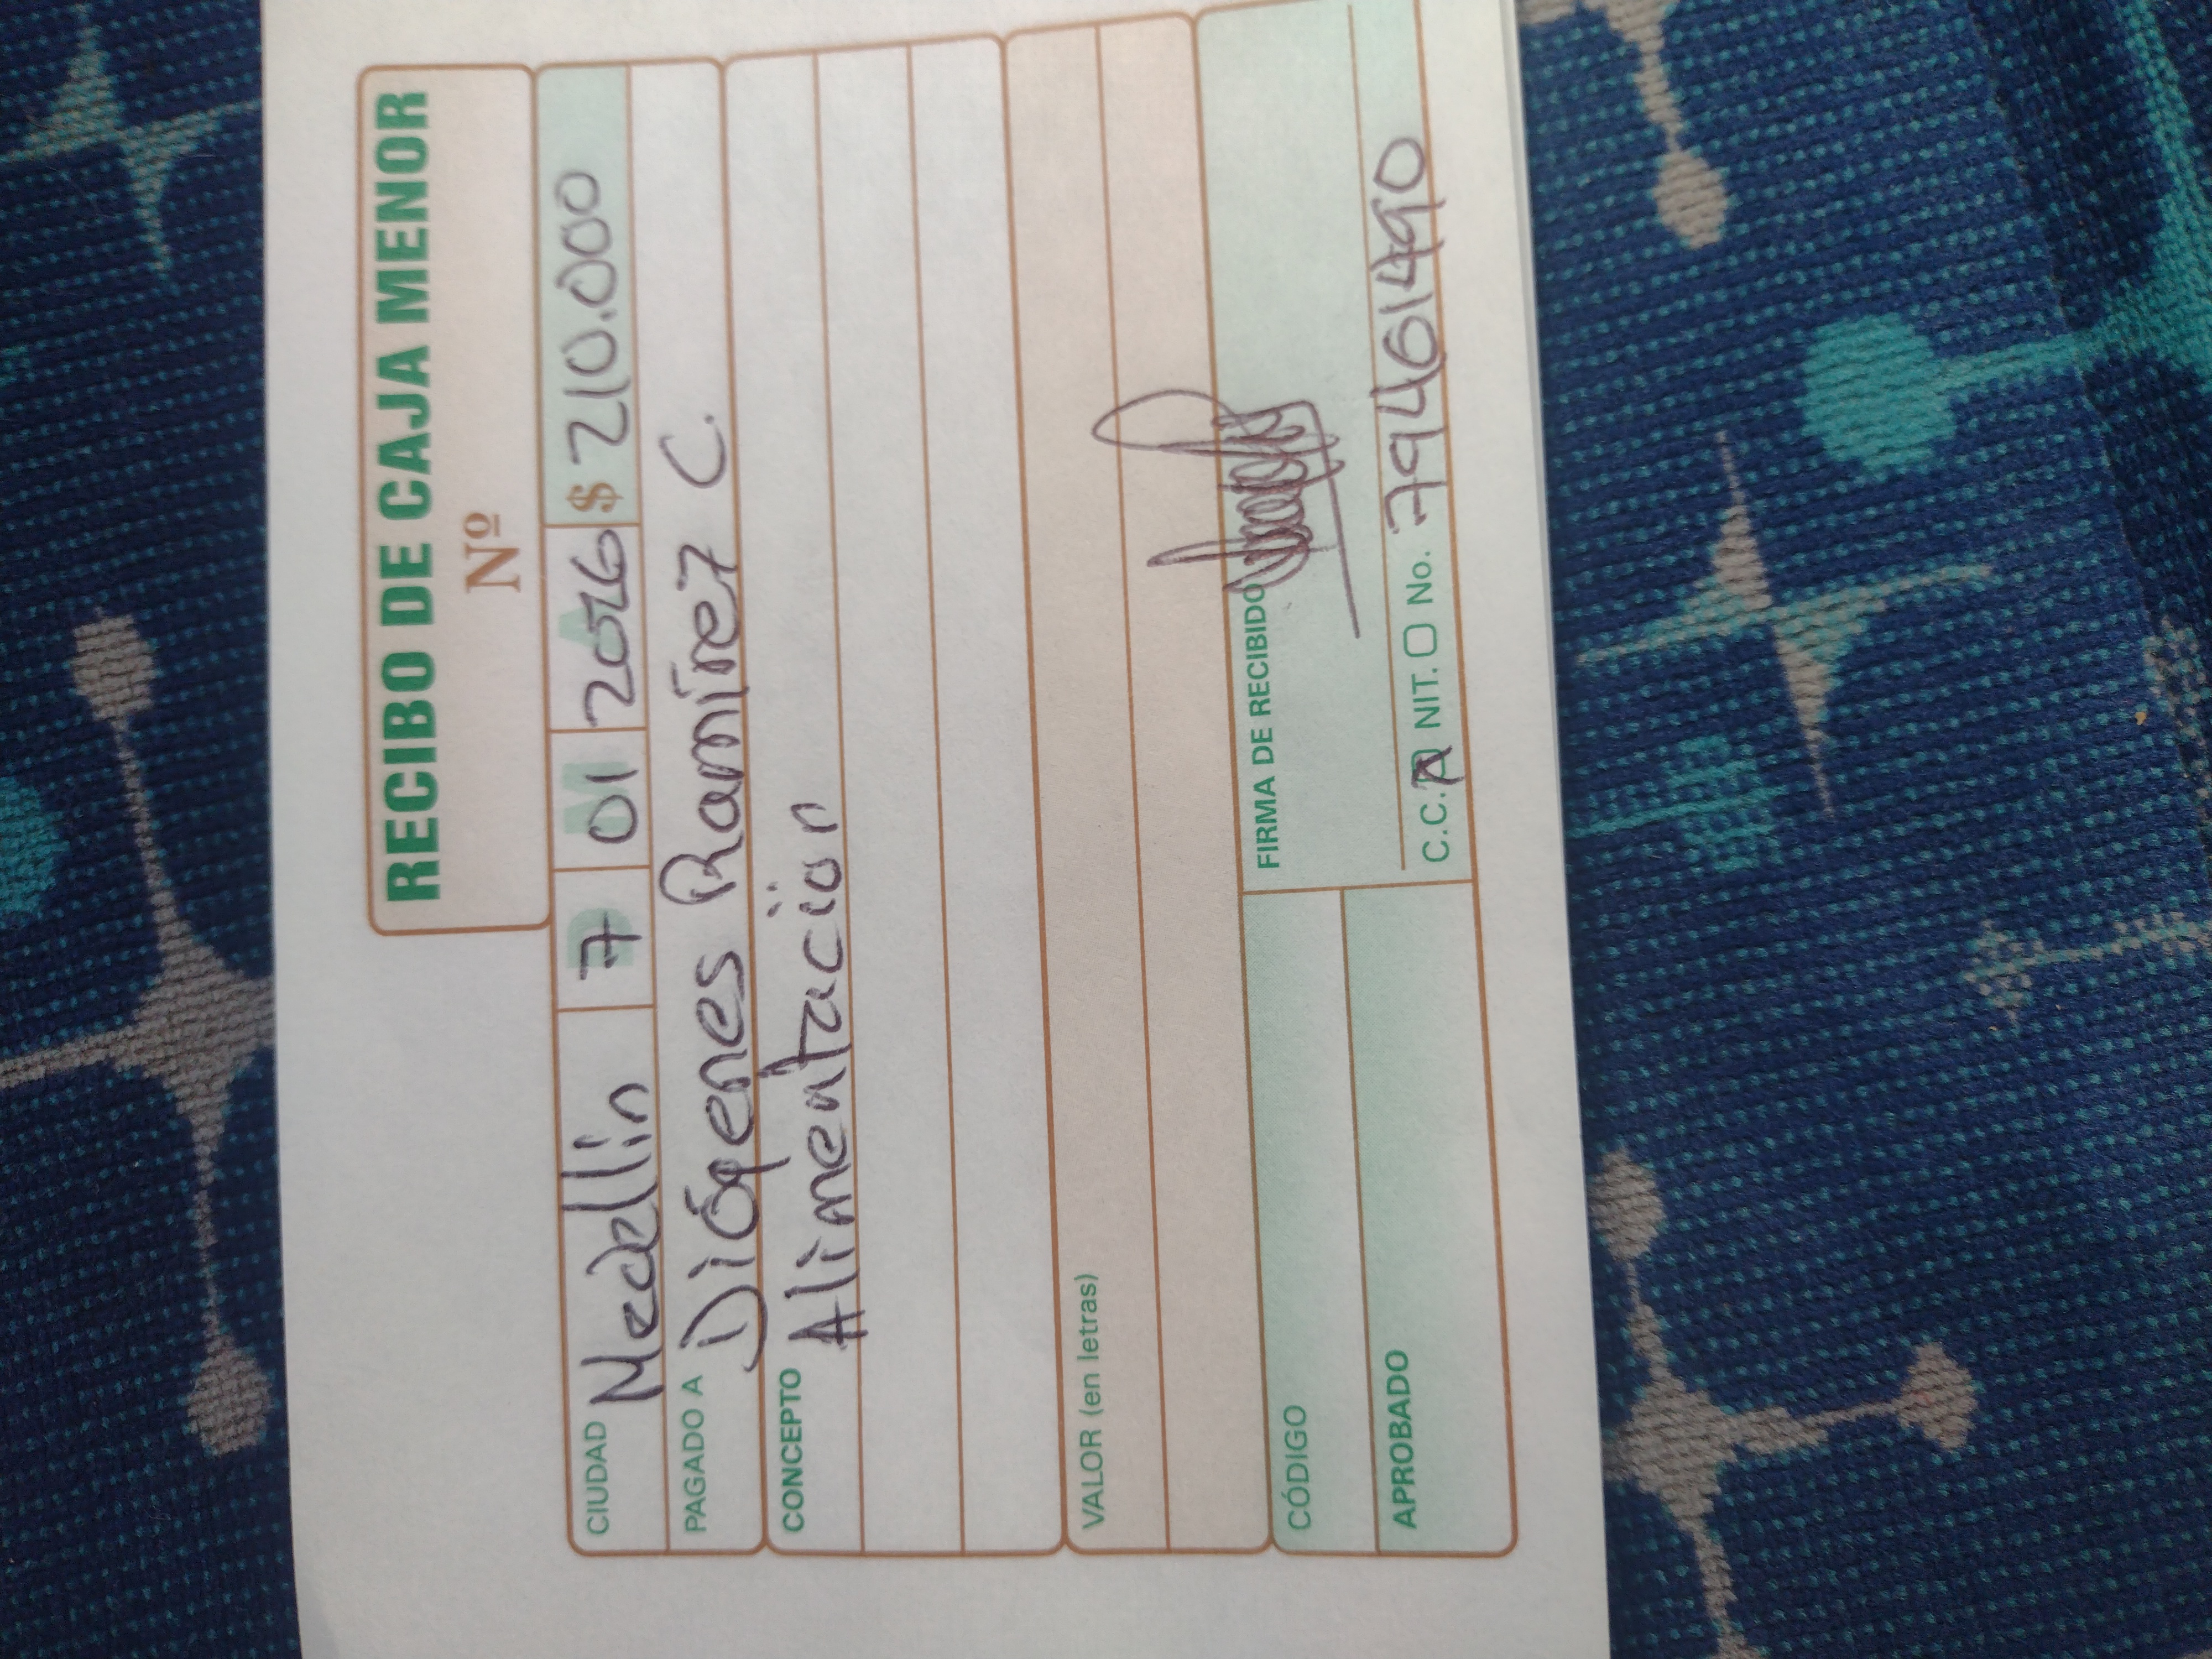 RECIBO DE CAJA MENOR
Nº
CIUDAD Medellin 7 01 2026 $ 210.000
PAGADO A Diógenes Ramírez C.
CONCEPTO
Alimentacion
VALOR (en letras)
CÓDIGO
FIRMA DE RECIBIDO
APROBADO
C.C. NIT. No. 79461490